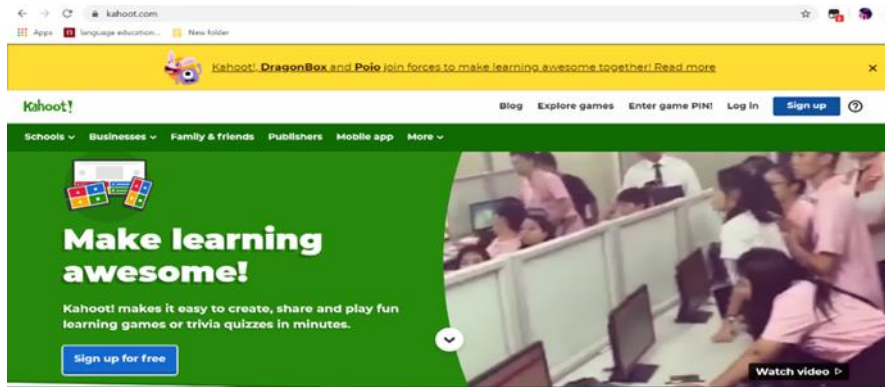 kahoot.com
Apps language education... New folder
Kahoot!, DragonBox and Poio join forces to make learning awesome together! Read more
Kahoot!
Blog Explore games Enter game PIN! Log in Sign up
Schools Businesses Family & friends Publishers Mobile app More
Make learning
awesome!
Kahoot! makes it easy to create, share and play fun
learning games or trivia quizzes in minutes.
Sign up for free
Watch video